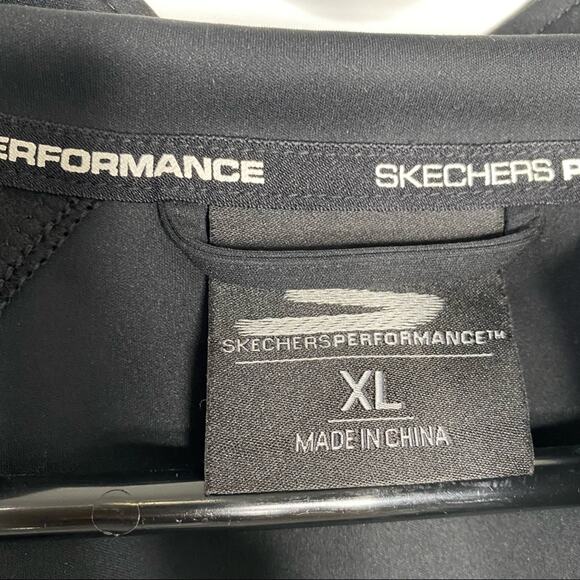 ERFORMANCE SKECHERS P
SKECHERSPERFORMANCE™
XL
MADE IN CHINA